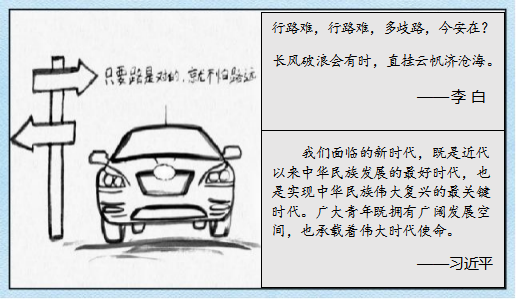 只要路是对的，就不怕路远
行路难，行路难，多歧路，今安在？
长风破浪会有时，直挂云帆济沧海。
——李 白
我们面临的新时代，既是近代
以来中华民族发展的最好时代，也
是实现中华民族伟大复兴的最关键
时代。广大青年既拥有广阔发展空
间，也承载着伟大时代使命。
——习近平